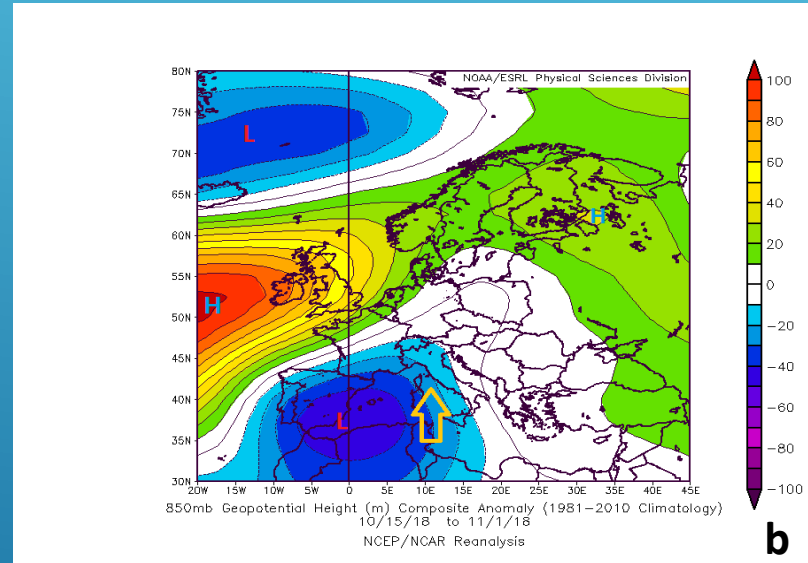 NOAA/ESRL Physical Sciences Division
80N
75N
70N
65N
60N
55N
50N
45N
40N
35N
30N
20W 15W 10W 5W 0 5E 10E 15E 20E 25E 30E 35E 40E 45E
L
H
H
L
100
80
60
40
20
0
−20
−40
−60
−80
−100
850mb Geopotential Height (m) Composite Anomaly (1981−2010 Climatology)
10/15/18 to 11/1/18
NCEP/NCAR Reanalysis
b